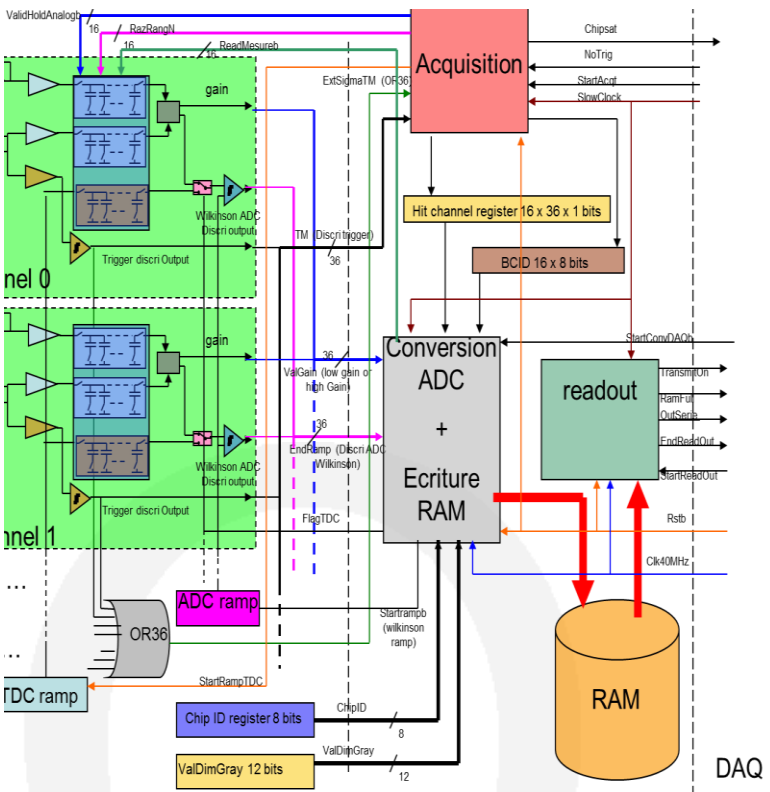 ValidHoldAnalogb
16
RazRangN
16
ReadMesureb
16
Acquisition
Chipsat
NoTrig
StartAcqt
SlowClock
ExtSigmaTM (OR36)
gain
Wilkinson ADC
Discri output
Trigger discri Output
nel 0
TM (Discri trigger)
36
Hit channel register 16 x 36 x 1 bits
BCID 16 x 8 bits
gain
36
ValGain (low gain or
high Gain)
Conversion
ADC
+
Ecriture
RAM
StartConvDAQb
readout
TransmitOn
RamFull
OutSerie
EndReadOut
StartReadOut
36
EndRamp (Discri ADC
Wilkinson)
Wilkinson ADC
Discri output
Trigger discri Output
FlagTDC
Rstb
nnel 1
Clk40MHz
...
ADC ramp
Startrampb
(wilkinson
ramp)
OR36
...
StartRampTDC
TDC ramp
RAM
Chip ID register 8 bits
ChipID
8
ValDimGray 12 bits
ValDimGray
12
DAQ